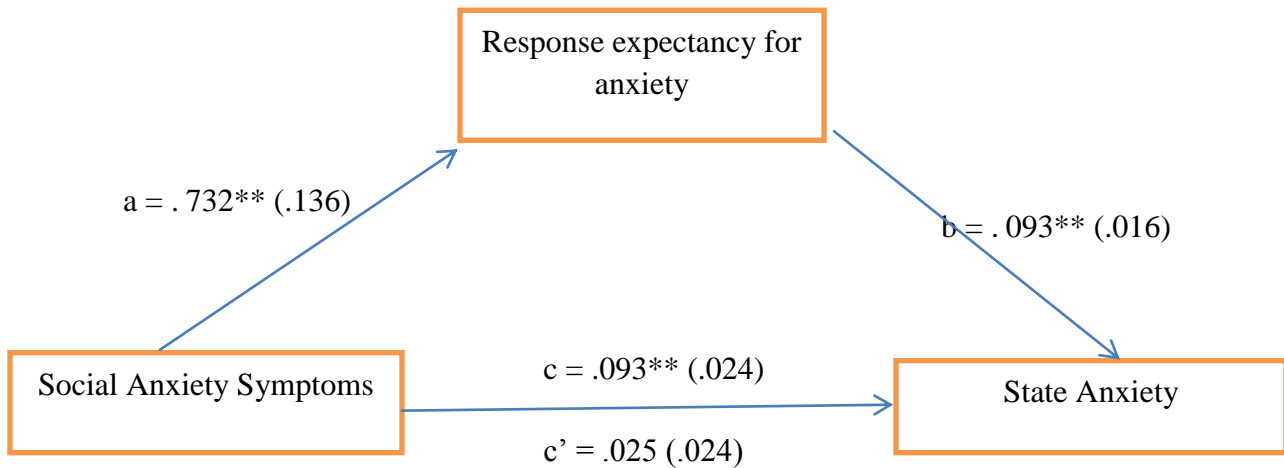 Response expectancy for
anxiety
a = . 732** (.136)
b = . 093** (.016)
Social Anxiety Symptoms
c = .093** (.024)
State Anxiety
c’ = .025 (.024)